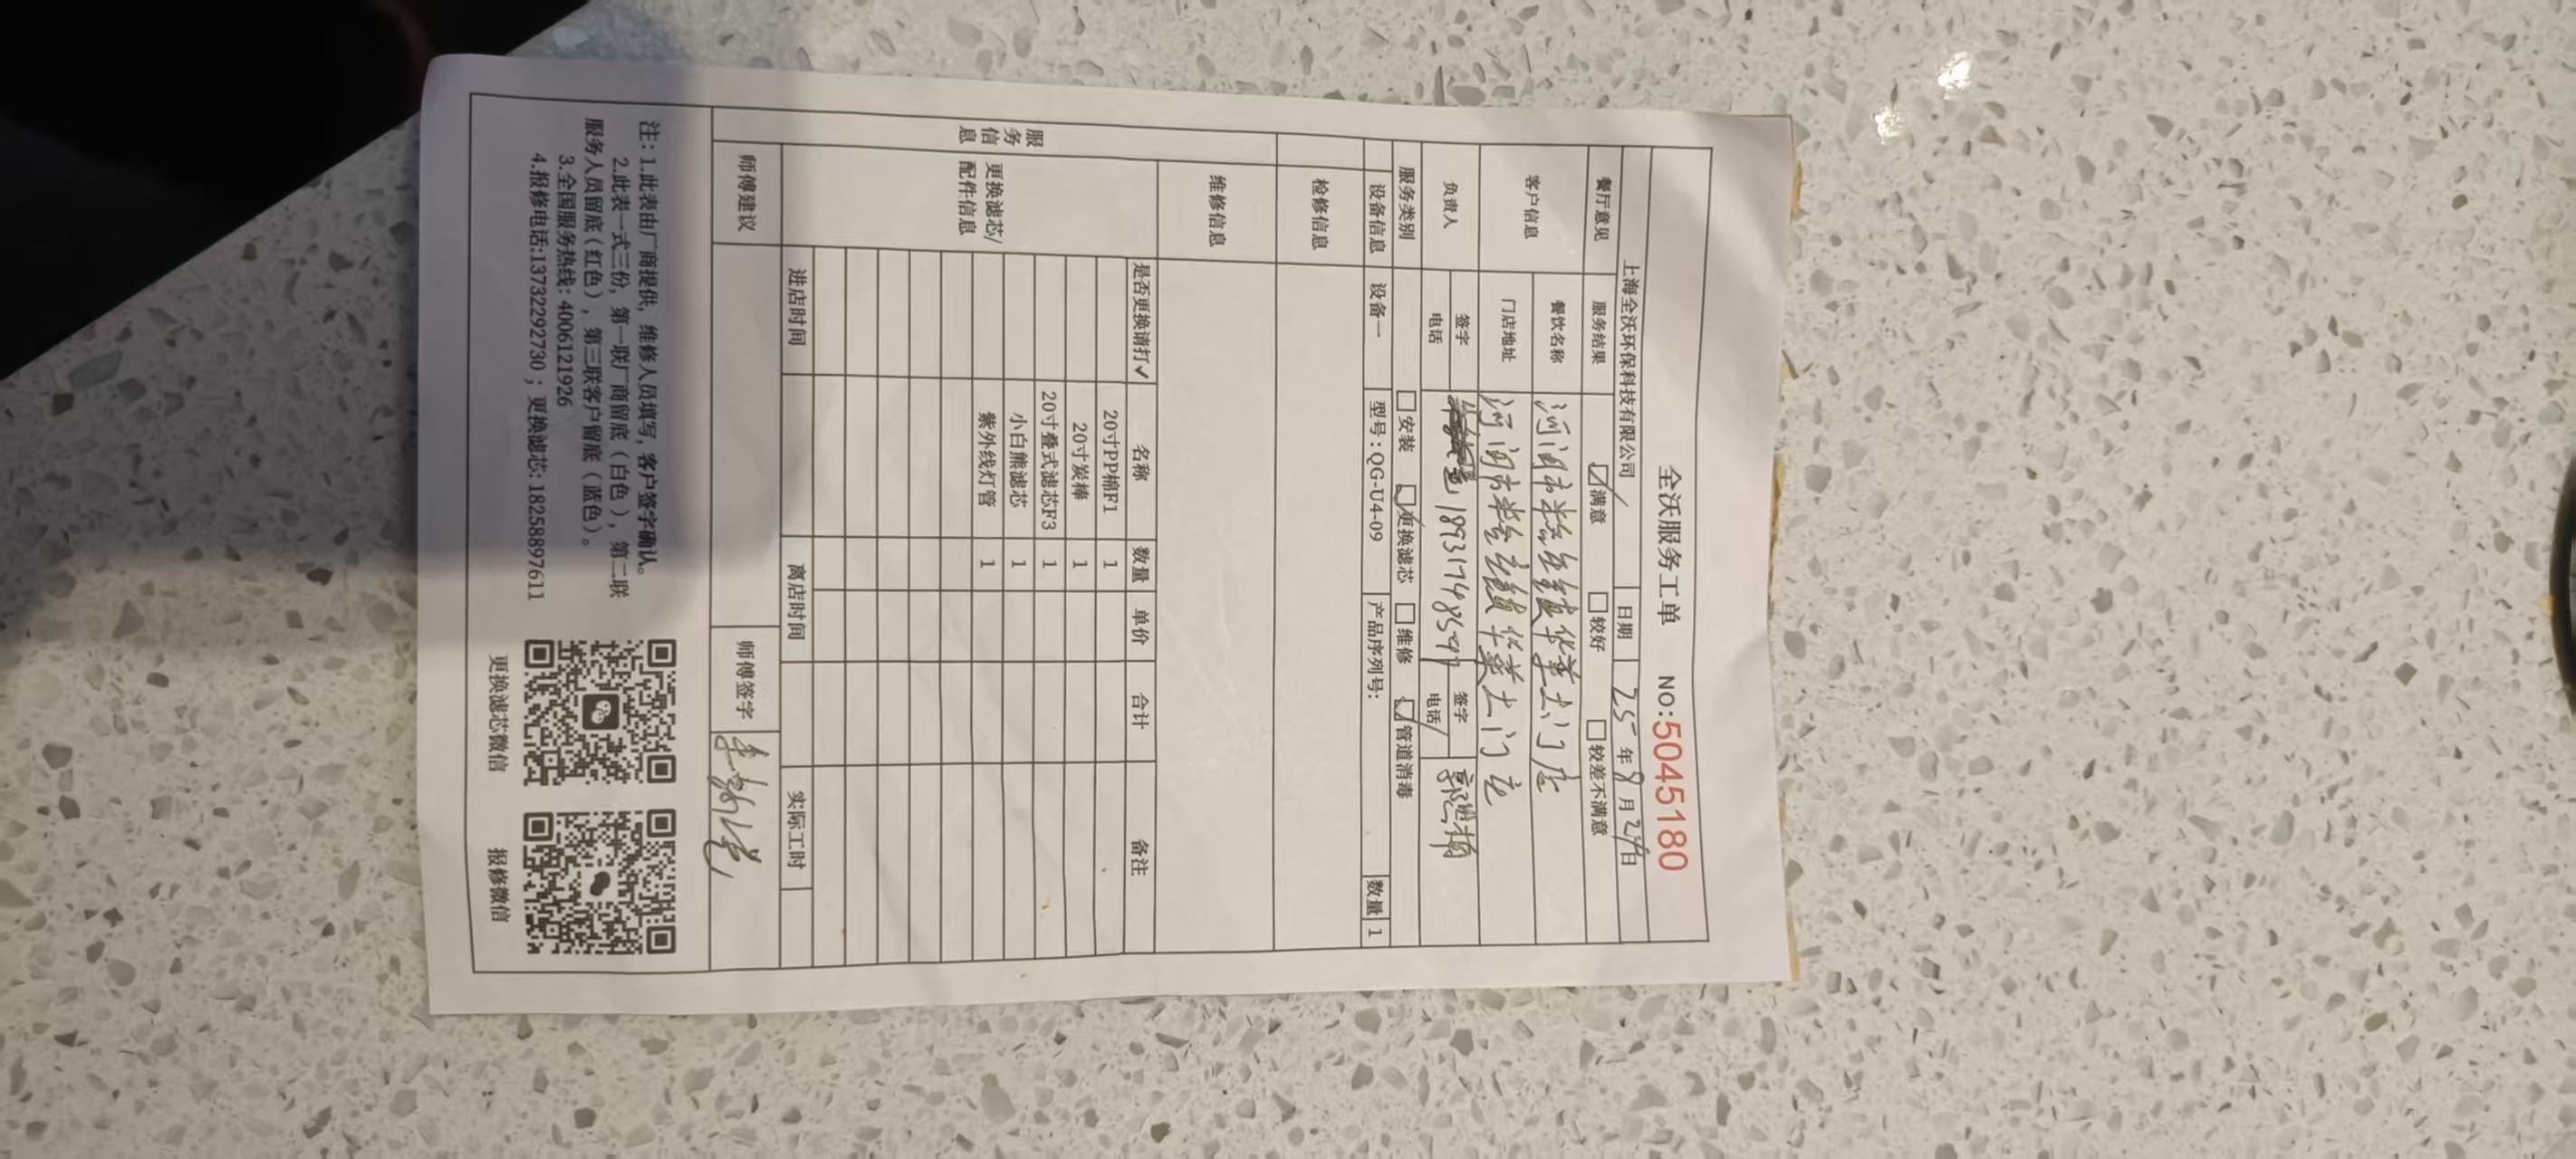 全沃服务工单 NO:5045180
上海全沃环保科技有限公司 日期 25年9月2日
餐厅意见 服务结果 ☑满意 □较好 □较差不满意
客户信息 餐饮名称 河间市 华 士门店
门店地址 河间市 华 士门店
负责人 签字 签字
电话 电话
服务类别 □安装 ☑更换滤芯 □维修 ☑管道消毒
设备信息 设备一 型号:QG-U4-09 产品序列号: 数量 1
检修信息
维修信息
服务信息
更换滤芯/配件信息
是否更换请打✓ 名称 数量 单价 合计 备注
20寸PP棉F1 1
20寸炭棒 1
20寸叠式滤芯F3 1
小白熊滤芯 1
紫外线灯管 1
进店时间 离店时间 实际工时
师傅建议 师傅签字
注:1.此表由厂商提供,维修人员填写,客户签字确认。
2.此表一式三份,第一联厂商留底(白色),第二联
服务人员留底(红色),第三联客户留底(蓝色)。
3.全国服务热线:4006121926
4.报修电话:13732292730;更换滤芯:18258897611
更换滤芯微信 报修微信